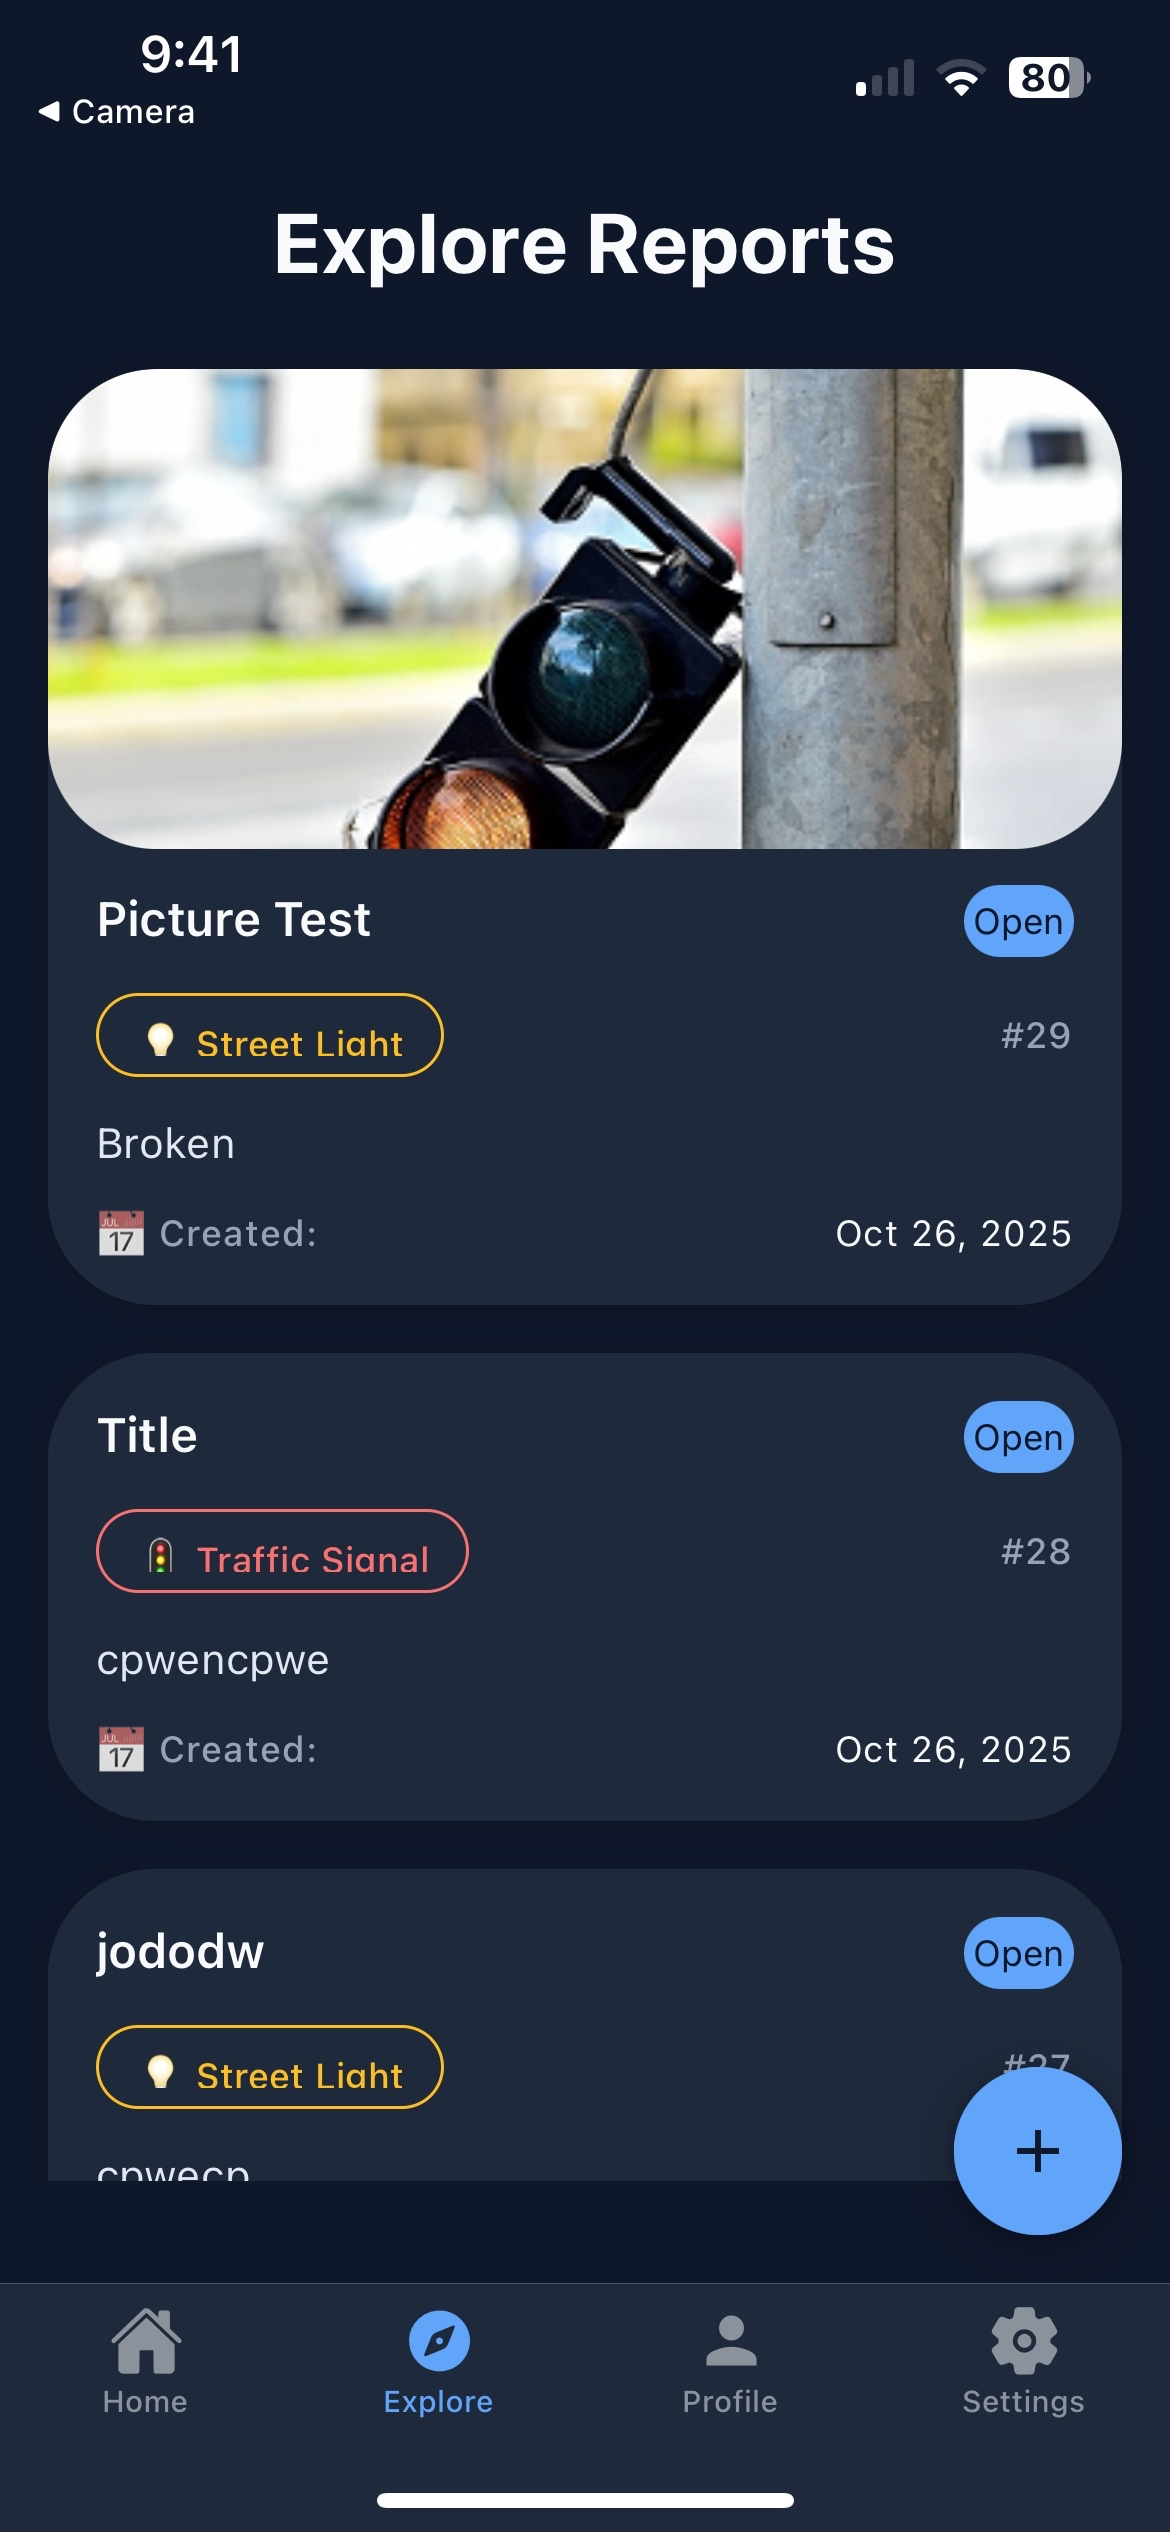 9:41
80
Camera
Explore Reports
Picture Test
Open
Street Light
#29
Broken
JUL
17
Created:
Oct 26, 2025
Title
Open
Traffic Signal
#28
cpwencpwe
JUL
17
Created:
Oct 26, 2025
jododw
Open
Street Light
#27
cpwecp
Home
Explore
Profile
Settings